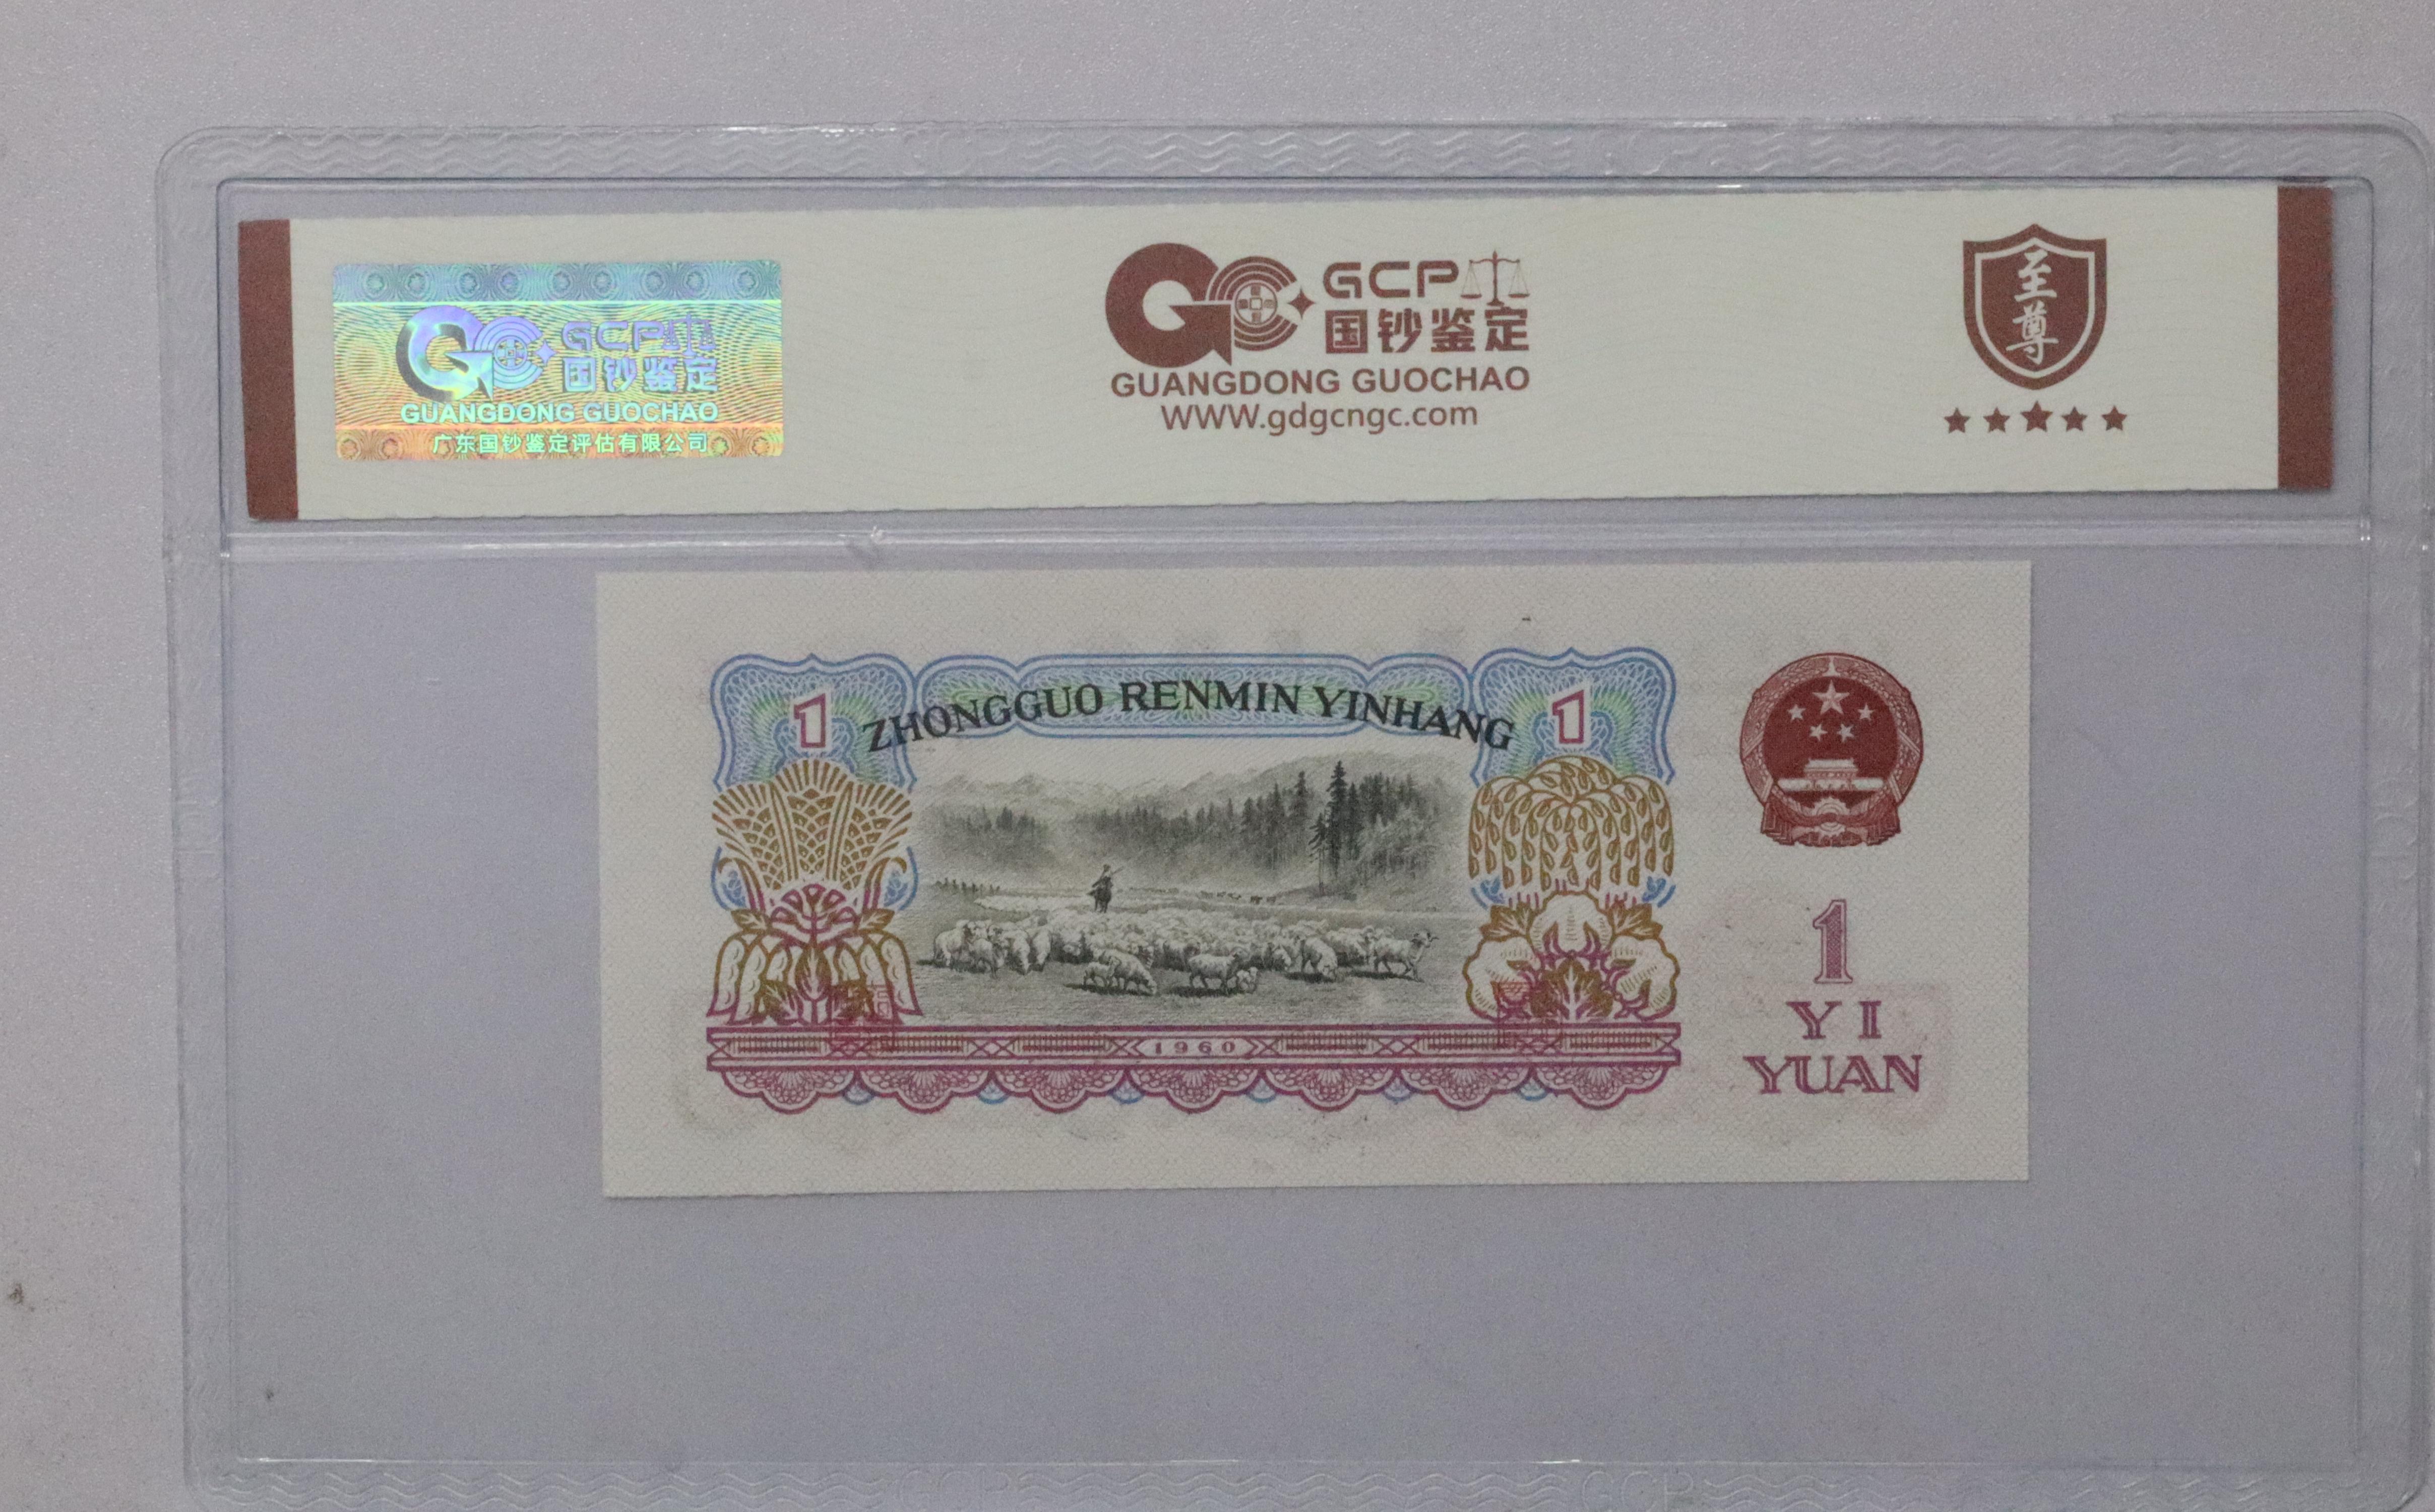 GCP
国钞鉴定
GUANGDONG GUOCHAO
广东国钞鉴定评估有限公司
GCP
国钞鉴定
GUANGDONG GUOCHAO
WWW.gdgcngc.com
至尊
1
ZHONGGUO RENMIN YINHANG
1
1960
1
YI
YUAN
GCP
GCP